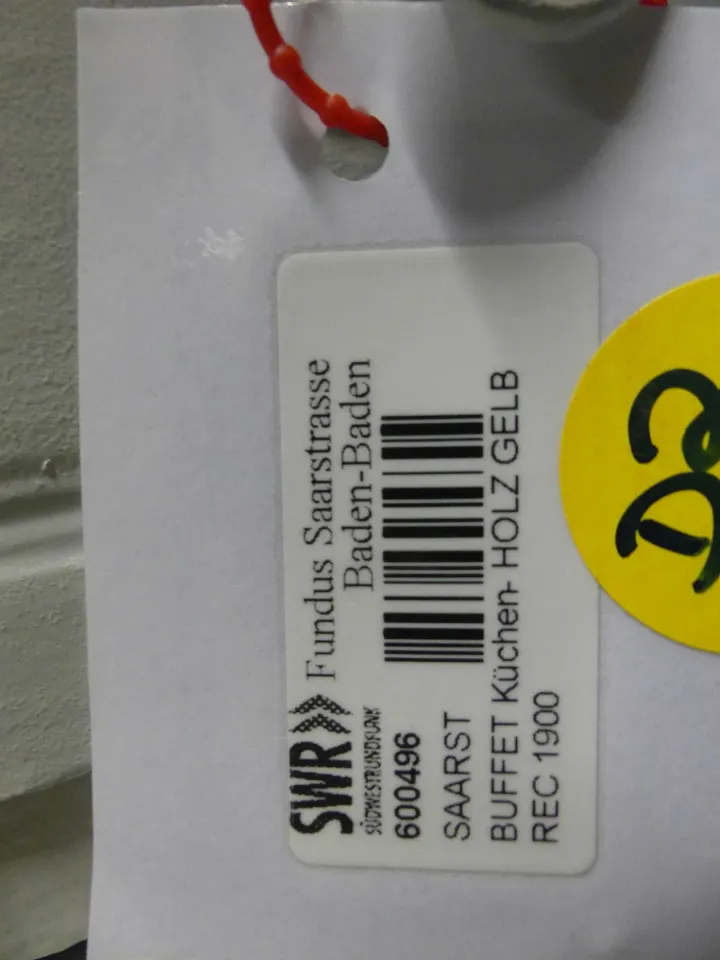 SWR» Fundus Saarstrasse
SÜDWESTRUNDFUNK Baden-Baden
600496
SAARST
BUFFET Küchen- HOLZ GELB
REC 1900